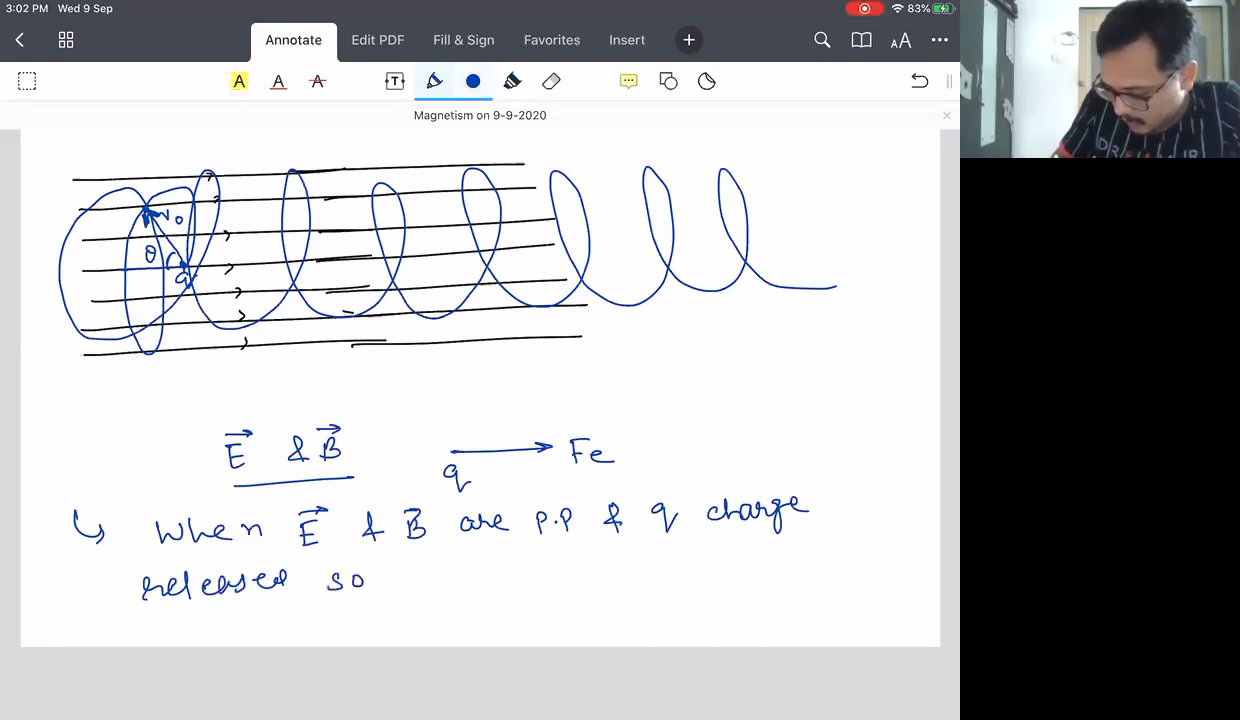 3:02 PM Wed 9 Sep
83%
Annotate Edit PDF Fill & Sign Favorites Insert
AA
A A A T
Magnetism on 9-9-2020
v₀
θ
q
E & B q Fe
When E & B are p.p & q charge
released so